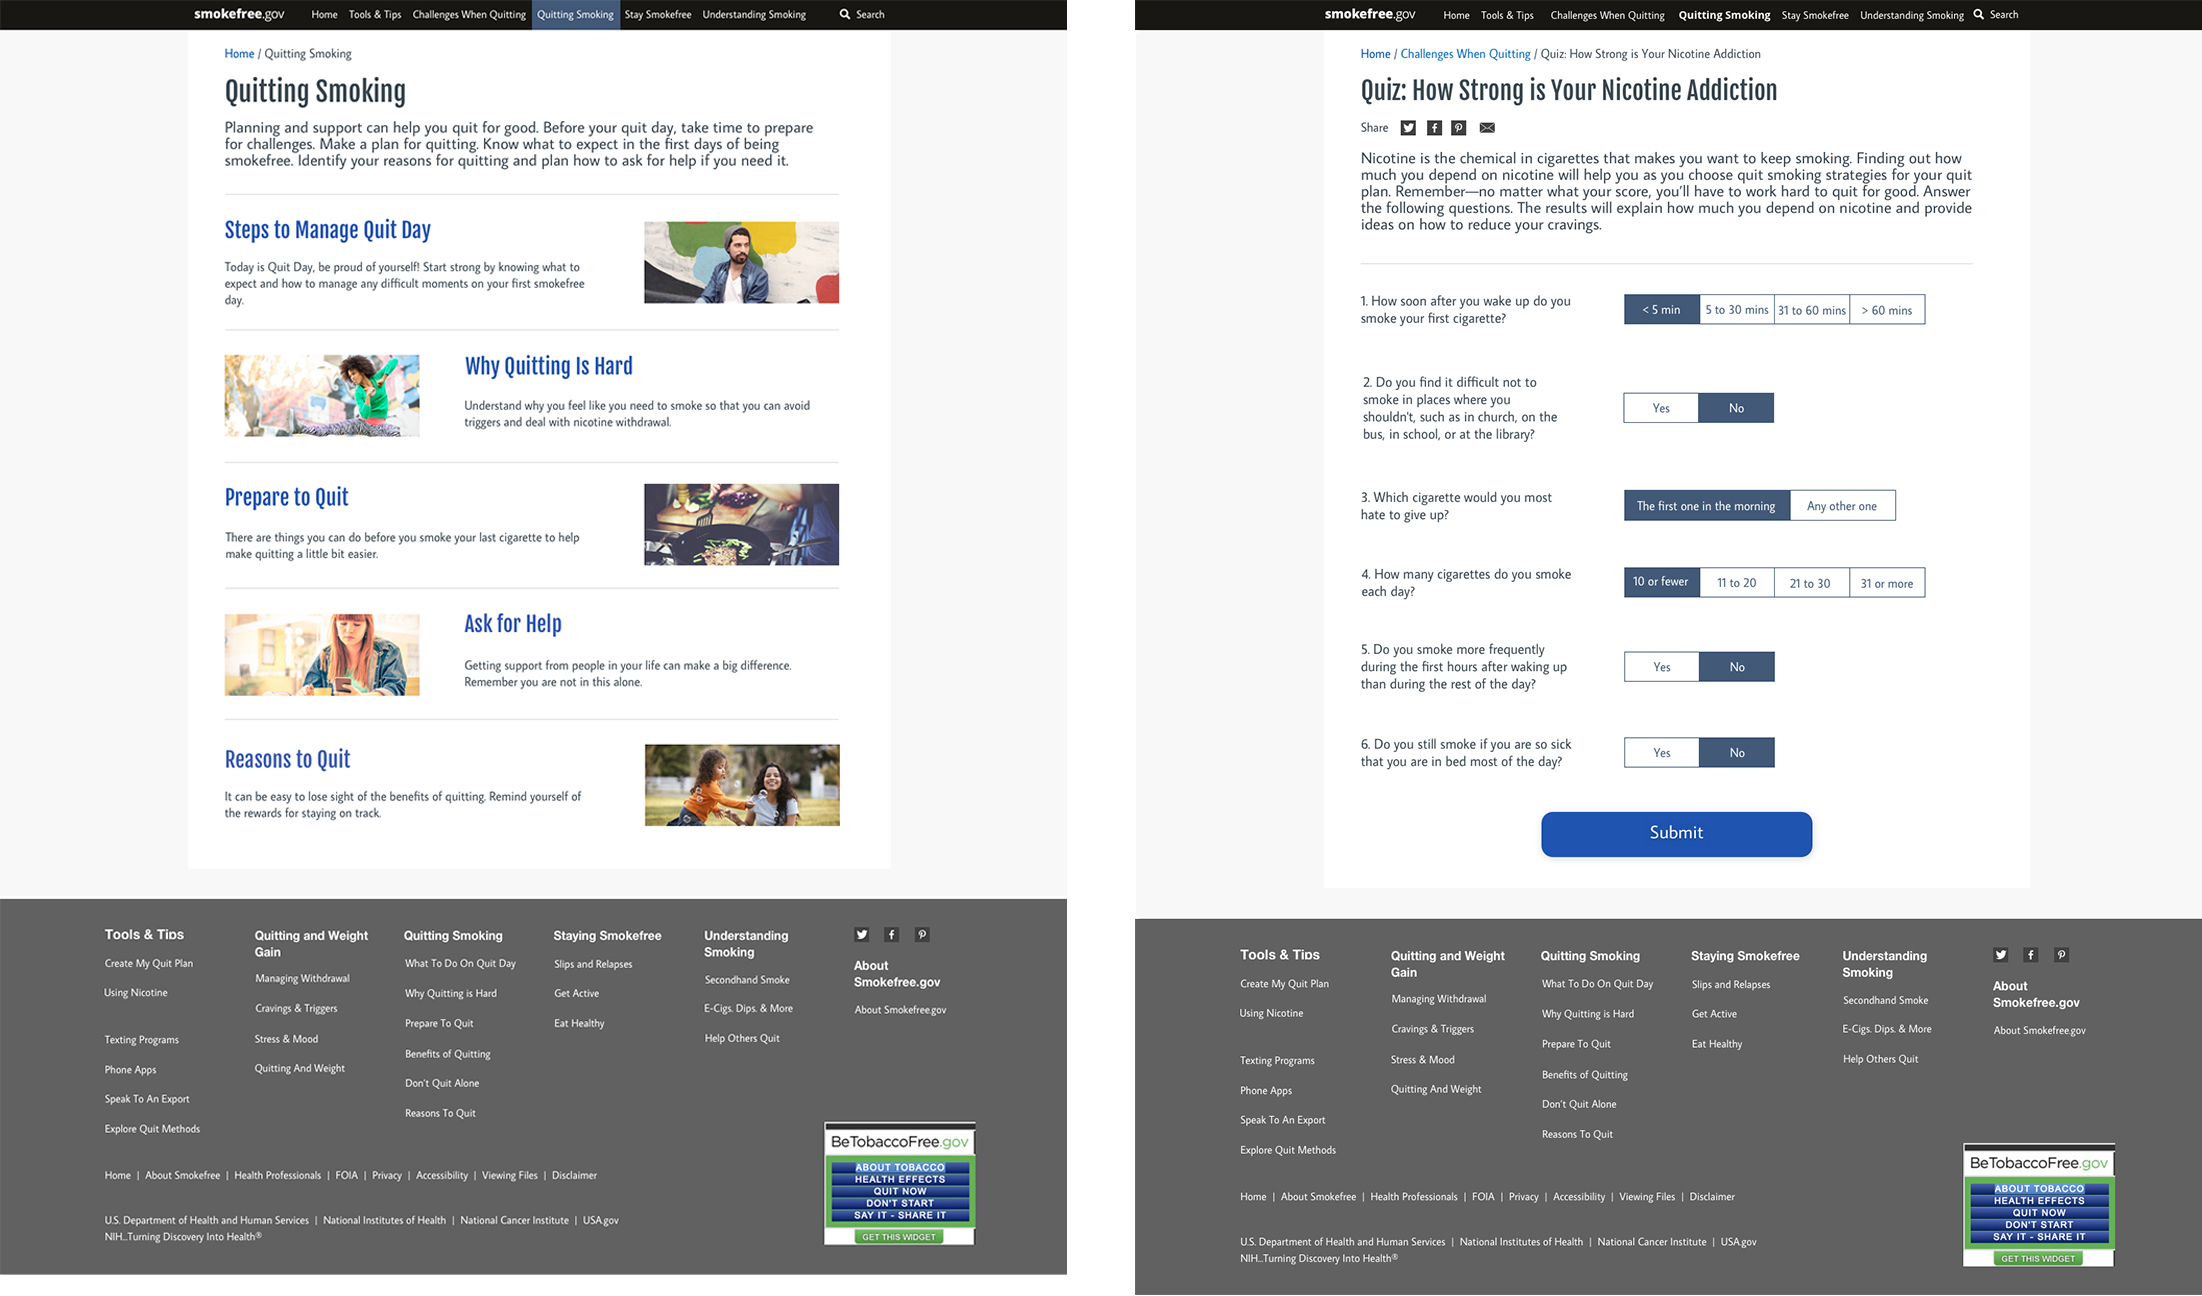 smokefree.gov Home Tools & Tips Challenges When Quitting Quitting Smoking Stay Smokefree Understanding Smoking Search
Home / Quitting Smoking
Quitting Smoking
Planning and support can help you quit for good. Before your quit day, take time to prepare
for challenges. Make a plan for quitting. Know what to expect in the first days of being
smokefree. Identify your reasons for quitting and plan how to ask for help if you need it.
Steps to Manage Quit Day
Today is Quit Day, be proud of yourself! Start strong by knowing what to
expect and how to manage any difficult moments on your first smokefree
day.
Why Quitting Is Hard
Understand why you feel like you need to smoke so that you can avoid
triggers and deal with nicotine withdrawal.
Prepare to Quit
There are things you can do before you smoke your last cigarette to help
make quitting a little bit easier.
Ask for Help
Getting support from people in your life can make a big difference.
Remember you are not in this alone.
Reasons to Quit
It can be easy to lose sight of the benefits of quitting. Remind yourself of
the rewards for staying on track.
Tools & Tips
Create My Quit Plan
Using Nicotine
Texting Programs
Phone Apps
Speak To An Export
Explore Quit Methods
Quitting and Weight
Gain
Managing Withdrawal
Cravings & Triggers
Stress & Mood
Quitting And Weight
Quitting Smoking
What To Do On Quit Day
Why Quitting is Hard
Prepare To Quit
Benefits of Quitting
Don't Quit Alone
Reasons To Quit
Staying Smokefree
Slips and Relapses
Get Active
Eat Healthy
Understanding
Smoking
Secondhand Smoke
E-Cigs. Dips. & More
Help Others Quit
About
Smokefree.gov
About Smokefree.gov
Home | About Smokefree | Health Professionals | FOIA | Privacy | Accessibility | Viewing Files | Disclaimer
U.S. Department of Health and Human Services | National Institutes of Health | National Cancer Institute | USA.gov
NIH...Turning Discovery Into Health®
BeTobaccoFree.gov
ABOUT TOBACCO
HEALTH EFFECTS
QUIT NOW
DON'T START
SAY IT - SHARE IT
GET THIS WIDGET
smokefree.gov Home Tools & Tips Challenges When Quitting Quitting Smoking Stay Smokefree Understanding Smoking Search
Home / Challenges When Quitting / Quiz: How Strong is Your Nicotine Addiction
Quiz: How Strong is Your Nicotine Addiction
Share
Nicotine is the chemical in cigarettes that makes you want to keep smoking. Finding out how
much you depend on nicotine will help you as you choose quit smoking strategies for your quit
plan. Remember—no matter what your score, you'll have to work hard to quit for good. Answer
the following questions. The results will explain how much you depend on nicotine and provide
ideas on how to reduce your cravings.
1. How soon after you wake up do you
smoke your first cigarette?
< 5 min 5 to 30 mins 31 to 60 mins > 60 mins
2. Do you find it difficult not to
smoke in places where you
shouldn't, such as in church, on the
bus, in school, or at the library?
Yes No
3. Which cigarette would you most
hate to give up?
The first one in the morning Any other one
4. How many cigarettes do you smoke
each day?
10 or fewer 11 to 20 21 to 30 31 or more
5. Do you smoke more frequently
during the first hours after waking up
than during the rest of the day?
Yes No
6. Do you still smoke if you are so sick
that you are in bed most of the day?
Yes No
Submit
Tools & Tips
Create My Quit Plan
Using Nicotine
Texting Programs
Phone Apps
Speak To An Export
Explore Quit Methods
Quitting and Weight
Gain
Managing Withdrawal
Cravings & Triggers
Stress & Mood
Quitting And Weight
Quitting Smoking
What To Do On Quit Day
Why Quitting is Hard
Prepare To Quit
Benefits of Quitting
Don't Quit Alone
Reasons To Quit
Staying Smokefree
Slips and Relapses
Get Active
Eat Healthy
Understanding
Smoking
Secondhand Smoke
E-Cigs. Dips. & More
Help Others Quit
About
Smokefree.gov
About Smokefree.gov
Home | About Smokefree | Health Professionals | FOIA | Privacy | Accessibility | Viewing Files | Disclaimer
U.S. Department of Health and Human Services | National Institutes of Health | National Cancer Institute | USA.gov
NIH...Turning Discovery Into Health®
BeTobaccoFree.gov
ABOUT TOBACCO
HEALTH EFFECTS
QUIT NOW
DON'T START
SAY IT - SHARE IT
GET THIS WIDGET